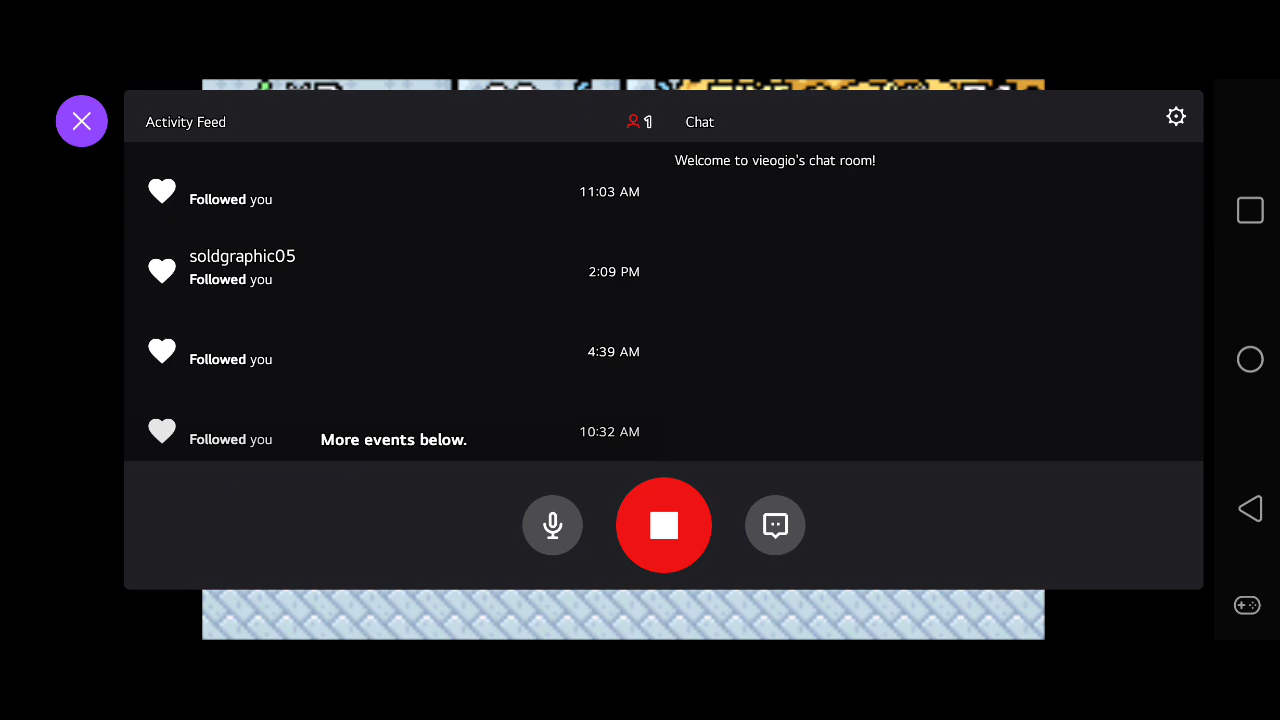 Activity Feed
1
Chat
Welcome to vieogio's chat room!
Followed you
11:03 AM
soldgraphic05
Followed you
2:09 PM
Followed you
4:39 AM
Followed you
More events below.
10:32 AM